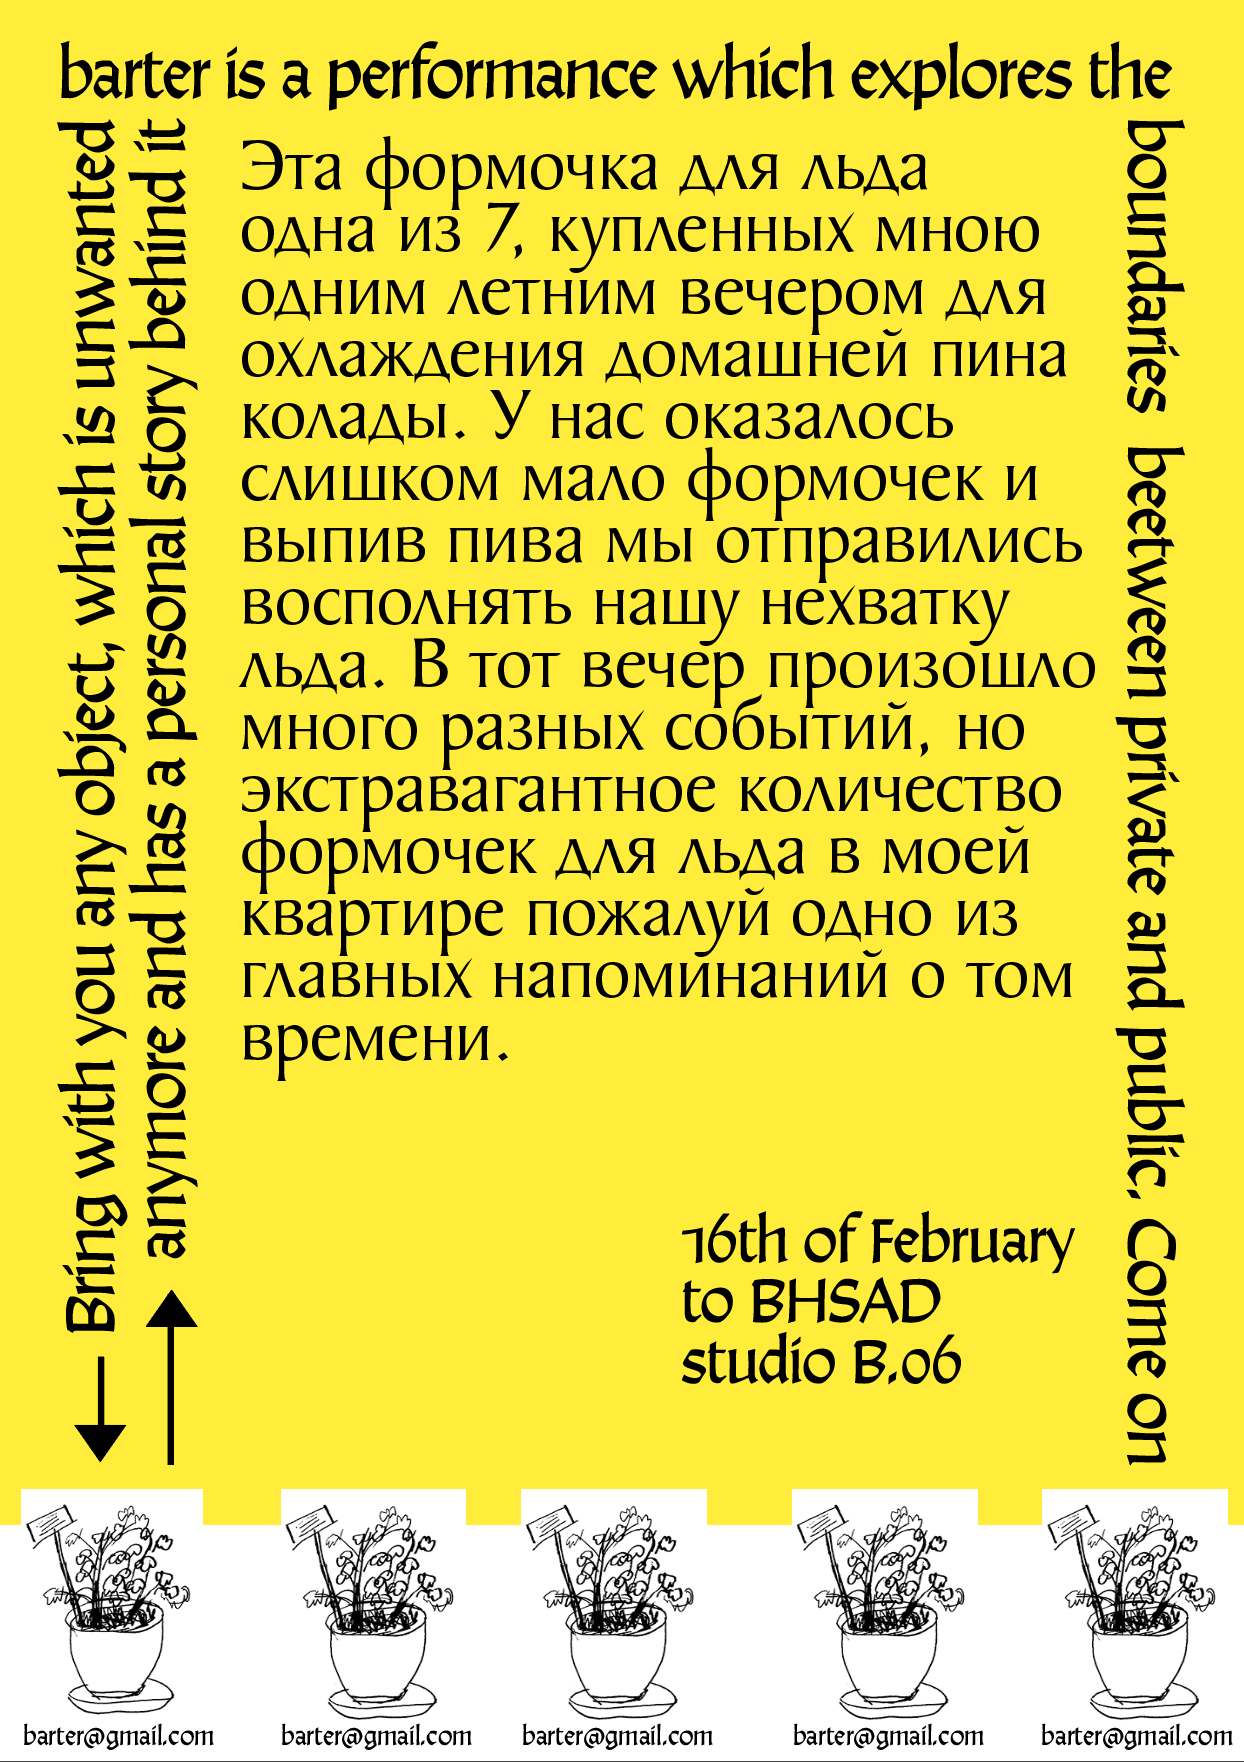 barter is a performance which explores the
boundaries beetween private and public. Come on
16th of February
to BHSAD
studio B.06
Bring with you any object, which is unwanted
anymore and has a personal story behind it
Эта формочка для льда
одна из 7, купленных мною
одним летним вечером для
охлаждения домашней пина
колады. У нас оказалось
слишком мало формочек и
выпив пива мы отправились
восполнять нашу нехватку
льда. В тот вечер произошло
много разных событий, но
экстравагантное количество
формочек для льда в моей
квартире пожалуй одно из
главных напоминаний о том
времени.
barter@gmail.com
barter@gmail.com
barter@gmail.com
barter@gmail.com
barter@gmail.com